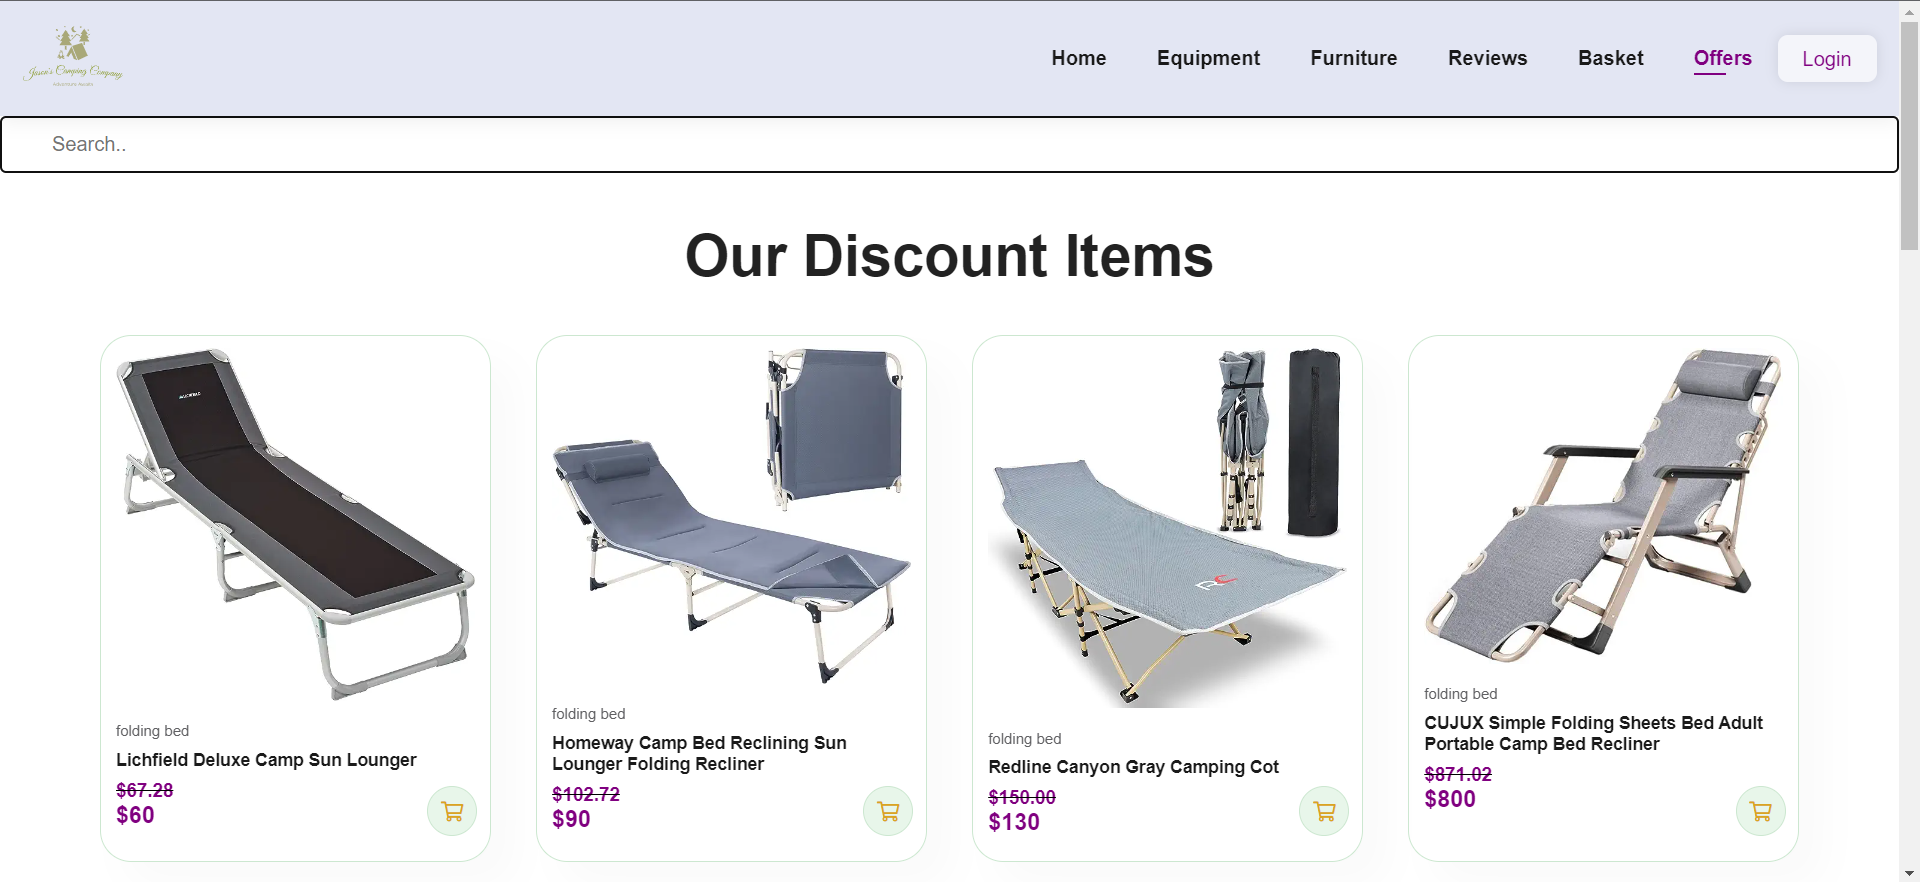 Jason's Camping Company
Adventure Awaits
Home
Equipment
Furniture
Reviews
Basket
Offers
Login
Search..
Our Discount Items
folding bed
Lichfield Deluxe Camp Sun Lounger
$67.28
$60
folding bed
Homeway Camp Bed Reclining Sun
Lounger Folding Recliner
$102.72
$90
folding bed
Redline Canyon Gray Camping Cot
$150.00
$130
folding bed
CUJUX Simple Folding Sheets Bed Adult
Portable Camp Bed Recliner
$871.02
$800